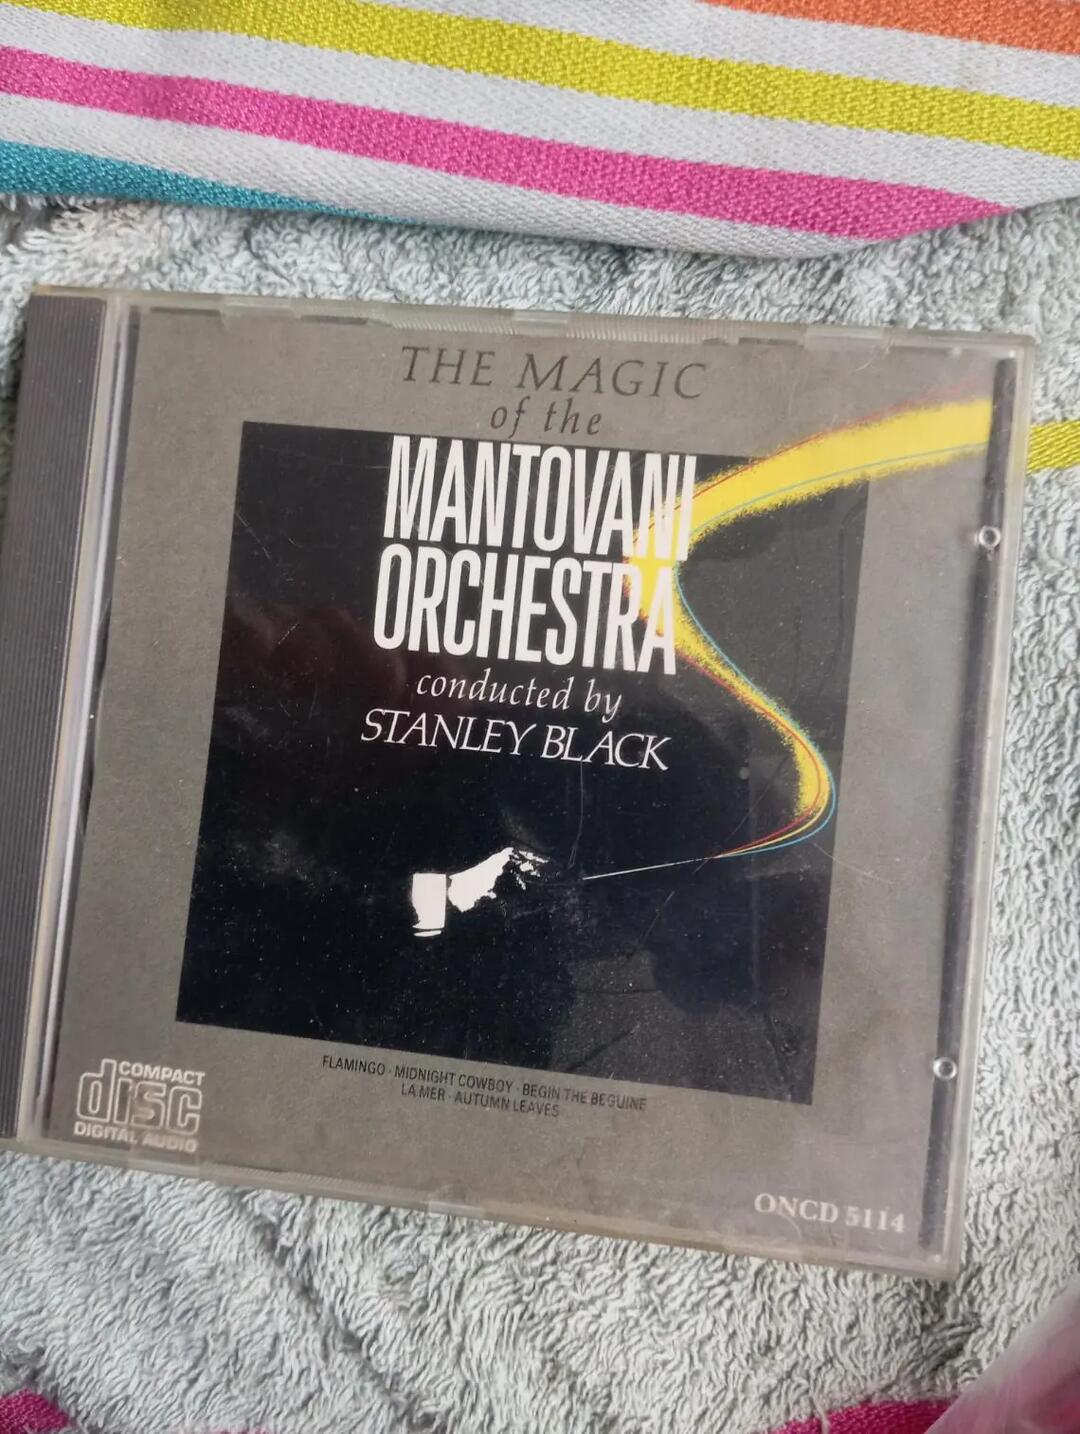 THE MAGIC
of the
MANTOVANI
ORCHESTRA
conducted by
STANLEY BLACK
FLAMINGO · MIDNIGHT COWBOY · BEGIN THE BEGUINE
LA MER · AUTUMN LEAVES
COMPACT
disc
DIGITAL AUDIO
ONCD 5114